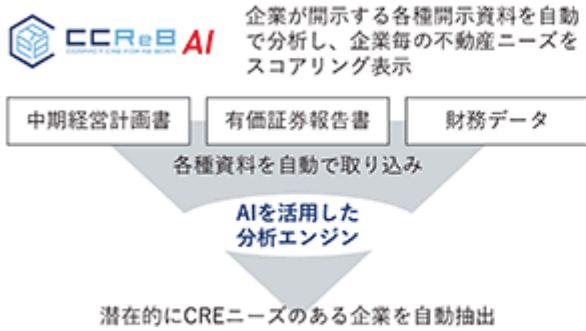 CCReB AI
COMPACT CRE FOR RE BORN
企業が開示する各種開示資料を自動
で分析し、企業毎の不動産ニーズを
スコアリング表示
中期経営計画書
有価証券報告書
財務データ
各種資料を自動で取り込み
AIを活用した
分析エンジン
潜在的にCREニーズのある企業を自動抽出